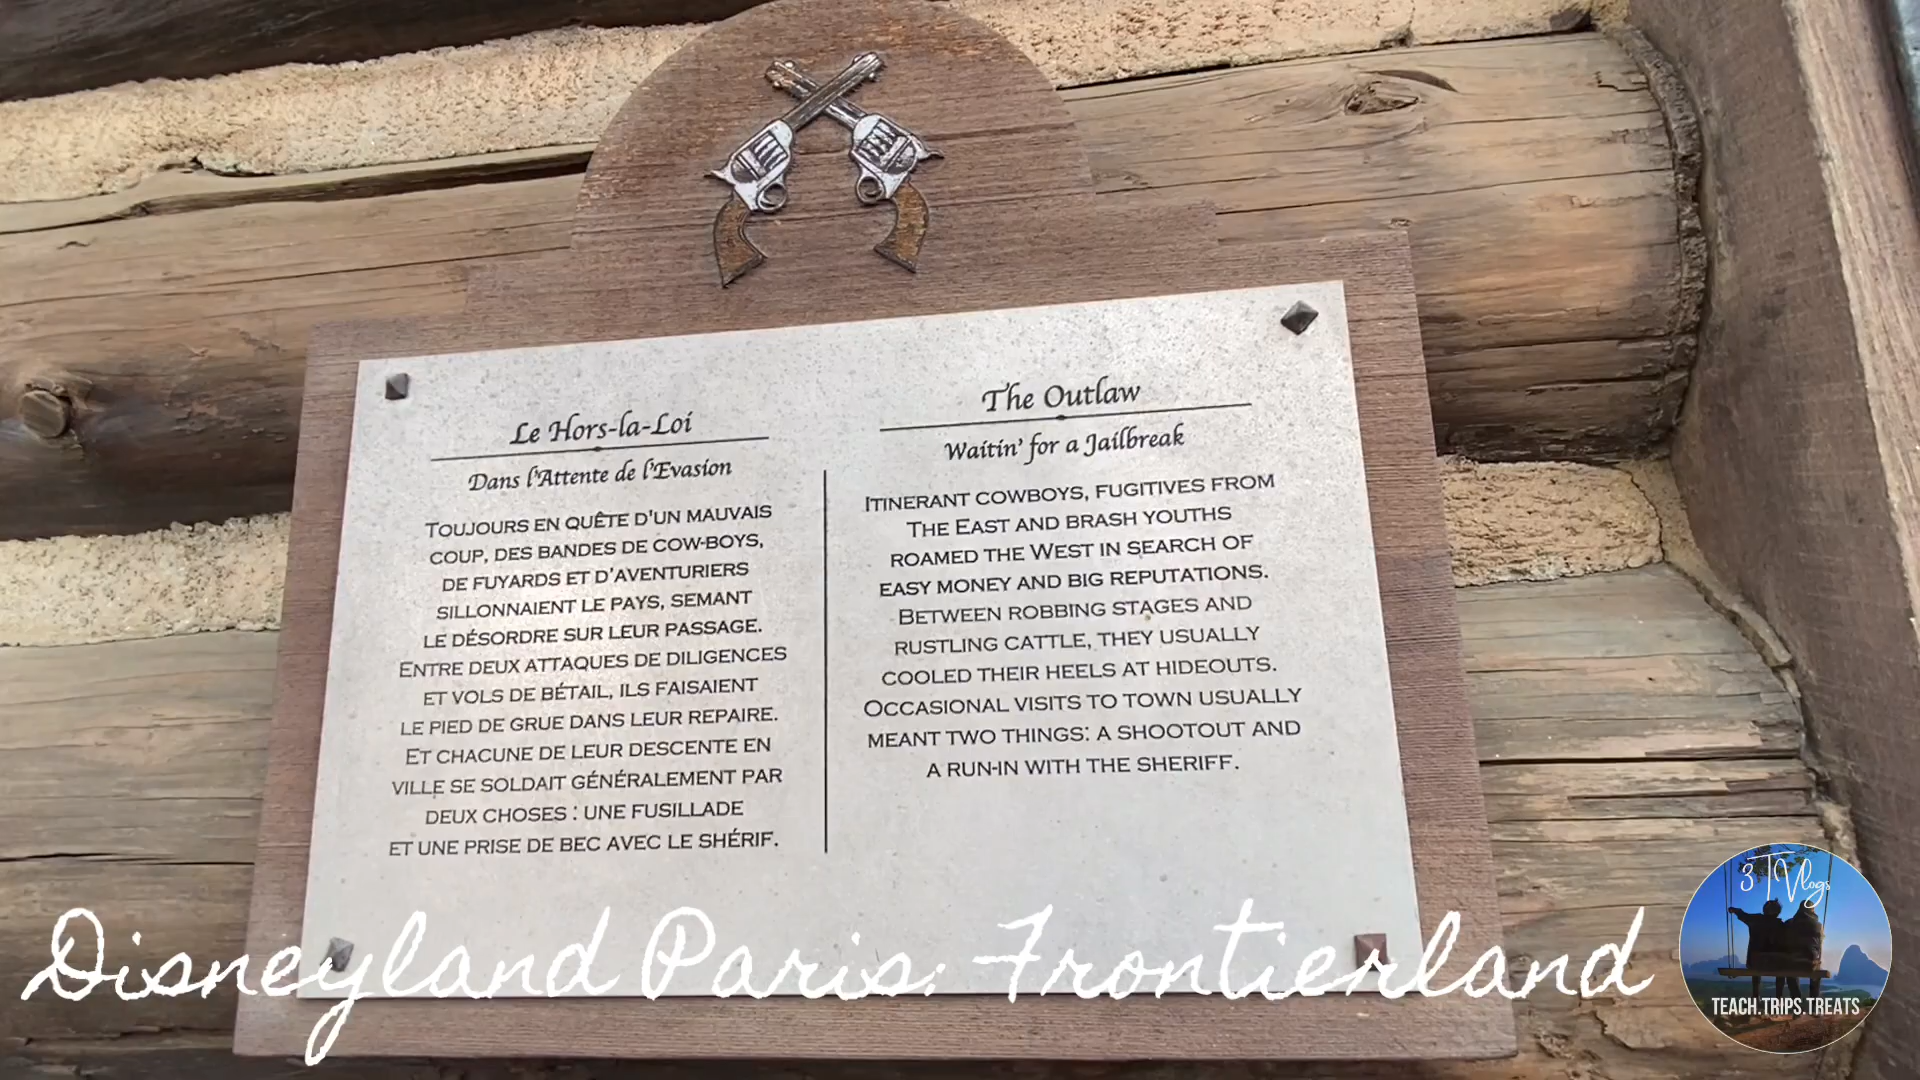 Le Hors-la-Loi
Dans l'Attente de l'Evasion
TOUJOURS EN QUÊTE D'UN MAUVAIS
COUP, DES BANDES DE COW-BOYS,
DE FUYARDS ET D'AVENTURIERS
SILLONNAIENT LE PAYS, SEMANT
LE DÉSORDRE SUR LEUR PASSAGE.
ENTRE DEUX ATTAQUES DE DILIGENCES
ET VOLS DE BÉTAIL, ILS FAISAIENT
LE PIED DE GRUE DANS LEUR REPAIRE.
ET CHACUNE DE LEUR DESCENTE EN
VILLE SE SOLDAIT GÉNÉRALEMENT PAR
DEUX CHOSES : UNE FUSILLADE
ET UNE PRISE DE BEC AVEC LE SHÉRIF.
The Outlaw
Waitin' for a Jailbreak
ITINERANT COWBOYS, FUGITIVES FROM
THE EAST AND BRASH YOUTHS
ROAMED THE WEST IN SEARCH OF
EASY MONEY AND BIG REPUTATIONS.
BETWEEN ROBBING STAGES AND
RUSTLING CATTLE, THEY USUALLY
COOLED THEIR HEELS AT HIDEOUTS.
OCCASIONAL VISITS TO TOWN USUALLY
MEANT TWO THINGS: A SHOOTOUT AND
A RUN-IN WITH THE SHERIFF.
Disneyland Paris: Frontierland
3T Vlogs
TEACH.TRIPS.TREATS